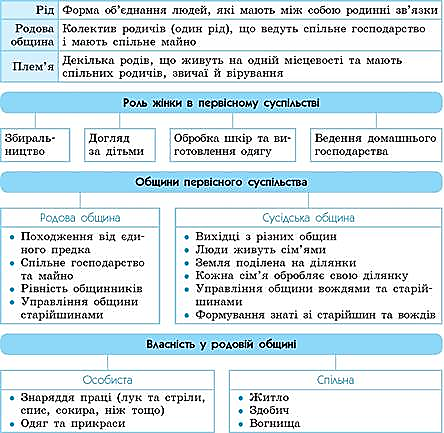 Рід
Форма об’єднання людей, які мають між собою родинні зв’язки
Родова
община
Колектив родичів (один рід), що ведуть спільне господарство
і мають спільне майно
Плем’я
Декілька родів, що живуть на одній місцевості та мають
спільних родичів, звичаї й вірування
Роль жінки в первісному суспільстві
Збираль-
ництво
Догляд
за дітьми
Обробка шкір та ви-
готовлення одягу
Ведення домашнього
господарства
Общини первісного суспільства
Родова община
• Походження від єди-
ного предка
• Спільне господарство
та майно
• Рівність общинників
• Управління общини
старійшинами
Сусідська община
• Вихідці з різних общин
• Люди живуть сім’ями
• Земля поділена на ділянки
• Кожна сім’я обробляє свою ділянку
• Управління общини вождями та старій-
шинами
• Формування знаті зі старійшин та вождів
Власність у родовій общині
Особиста
• Знаряддя праці (лук та стріли,
спис, сокира, ніж тощо)
• Одяг та прикраси
Спільна
• Житло
• Здобич
• Вогнища